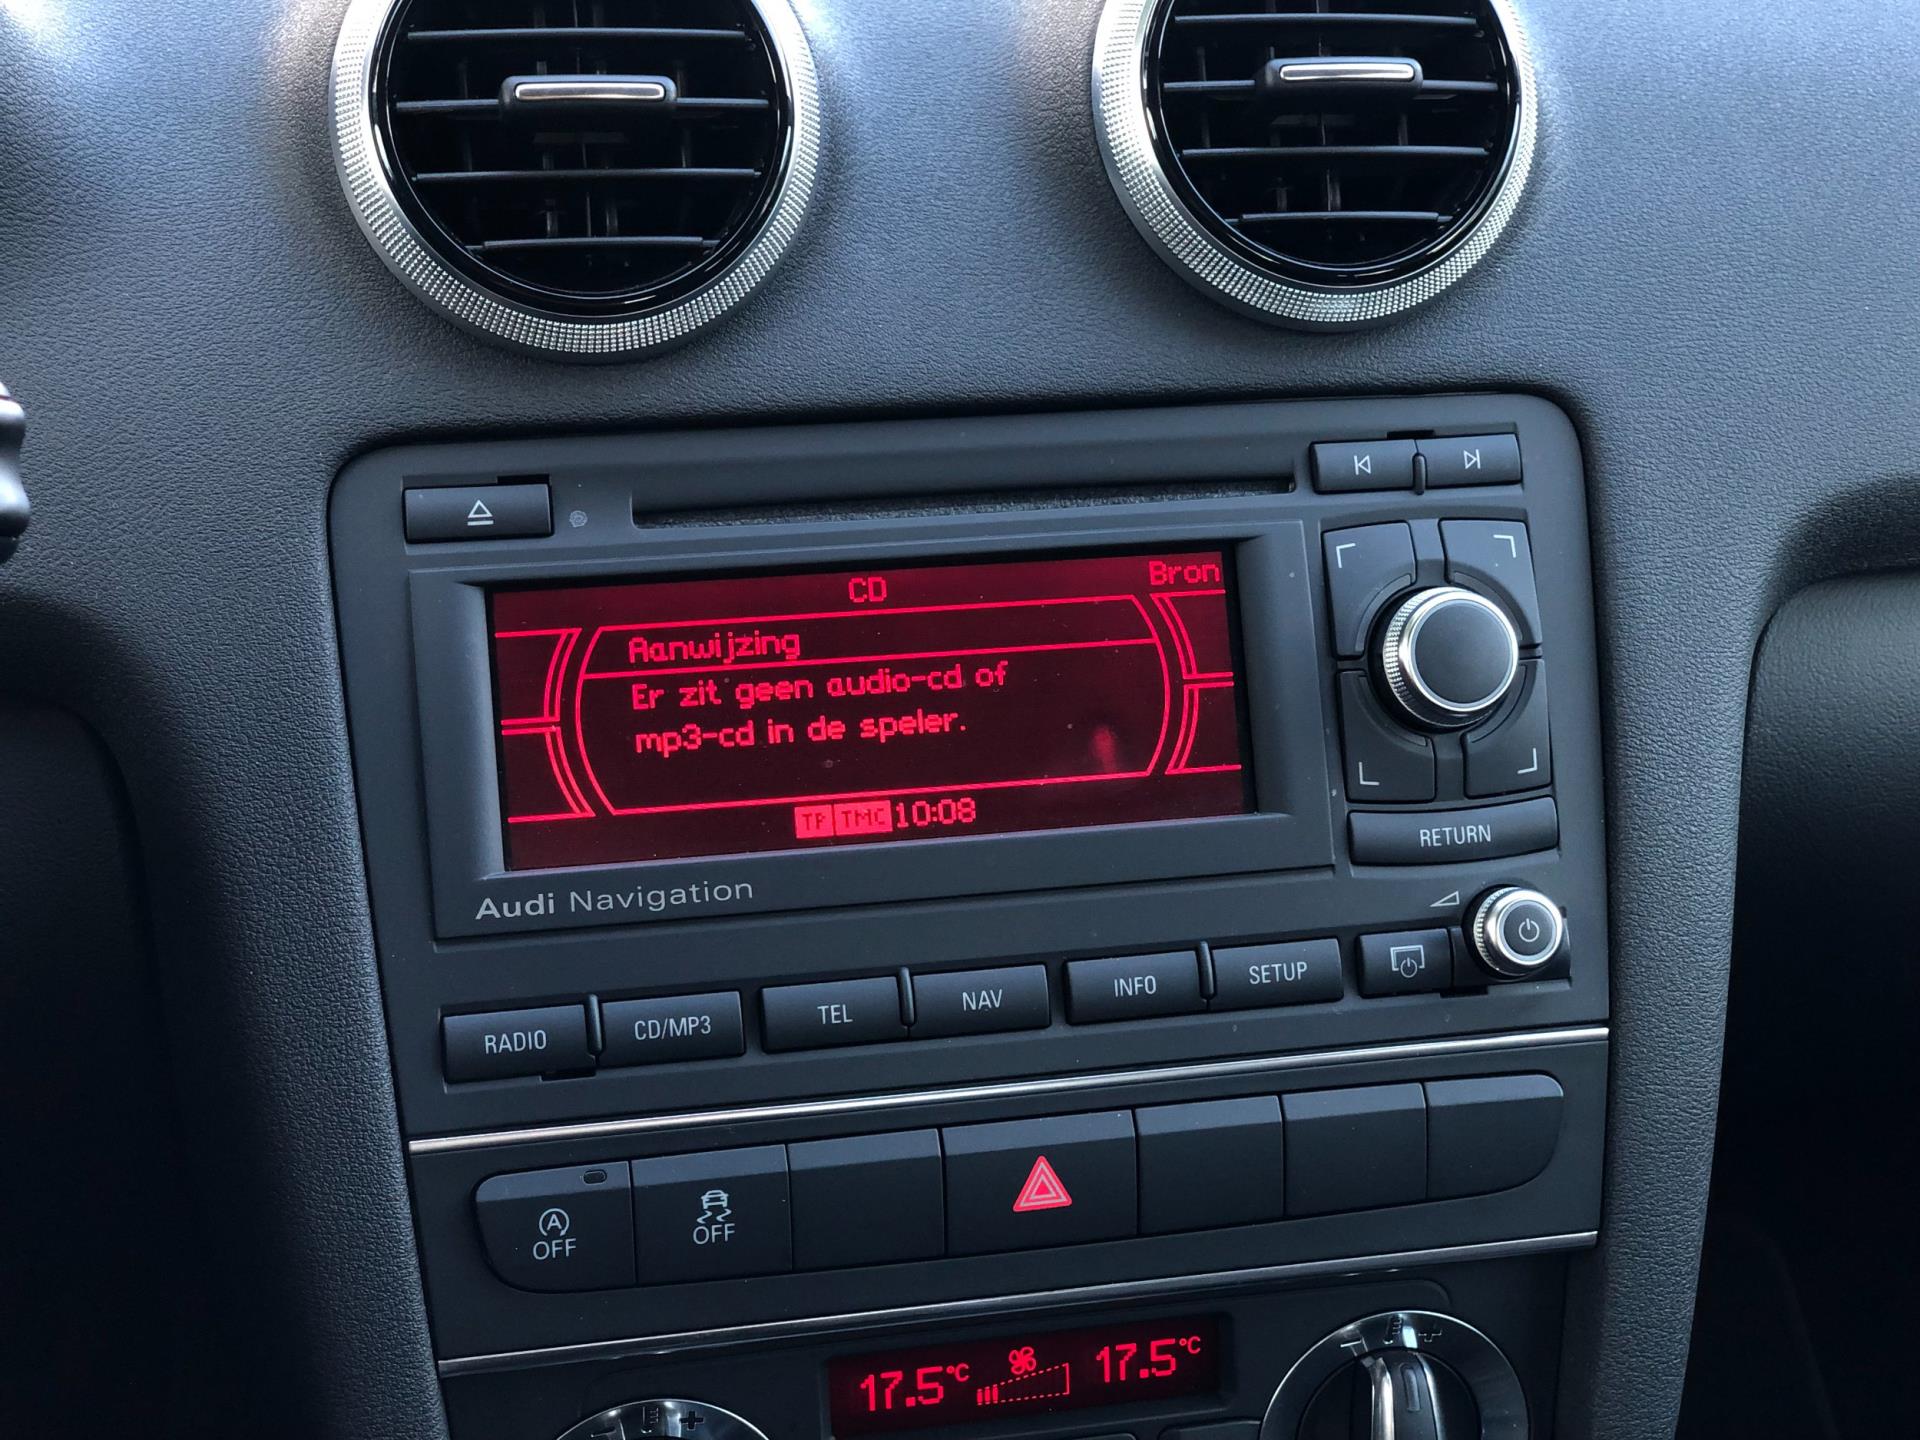 CD
Bron
Aanwijzing
Er zit geen audio-cd of
mp3-cd in de speler.
TP TMC 10:08
RETURN
Audi Navigation
RADIO CD/MP3 TEL NAV INFO SETUP
A OFF
OFF
17.5°C 17.5°C